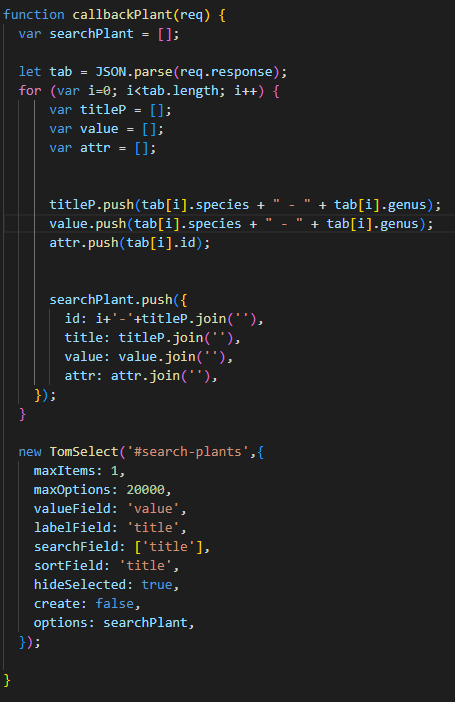 function callbackPlant(req) {
  var searchPlant = [];

  let tab = JSON.parse(req.response);
  for (var i=0; i<tab.length; i++) {
      var titleP = [];
      var value = [];
      var attr = [];


      titleP.push(tab[i].species + " - " + tab[i].genus);
      value.push(tab[i].species + " - " + tab[i].genus);
      attr.push(tab[i].id);


      searchPlant.push({
        id: i+'-'+titleP.join(''),
        title: titleP.join(''),
        value: value.join(''),
        attr: attr.join(''),
    });
  }

  new TomSelect('#search-plants',{
    maxItems: 1,
    maxOptions: 20000,
    valueField: 'value',
    labelField: 'title',
    searchField: ['title'],
    sortField: 'title',
    hideSelected: true,
    create: false,
    options: searchPlant,
  });

}